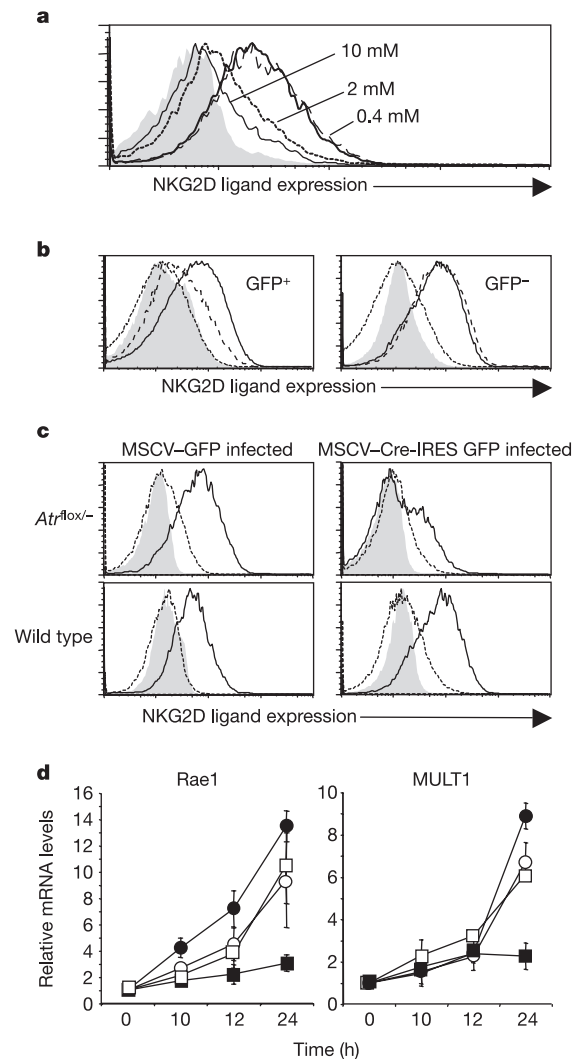 a
10 mM
2 mM
0.4 mM
NKG2D ligand expression
b
GFP+
GFP−
NKG2D ligand expression
c
MSCV–GFP infected
MSCV–Cre-IRES GFP infected
Atrflox/−
Wild type
NKG2D ligand expression
d
Rae1
MULT1
Relative mRNA levels
16
14
12
10
8
6
4
2
0
10
8
6
4
2
0
0 10 12 24
0 10 12 24
Time (h)